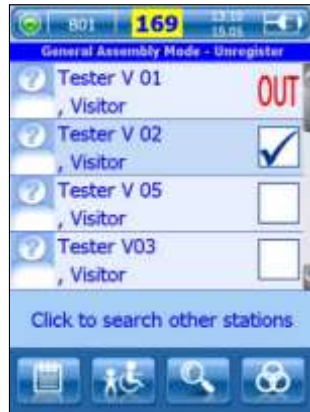 B01 169 13:10
15.05
General Assembly Mode - Unregister
Tester V 01
, Visitor
OUT
Tester V 02
, Visitor
Tester V 05
, Visitor
Tester V03
, Visitor
Click to search other stations